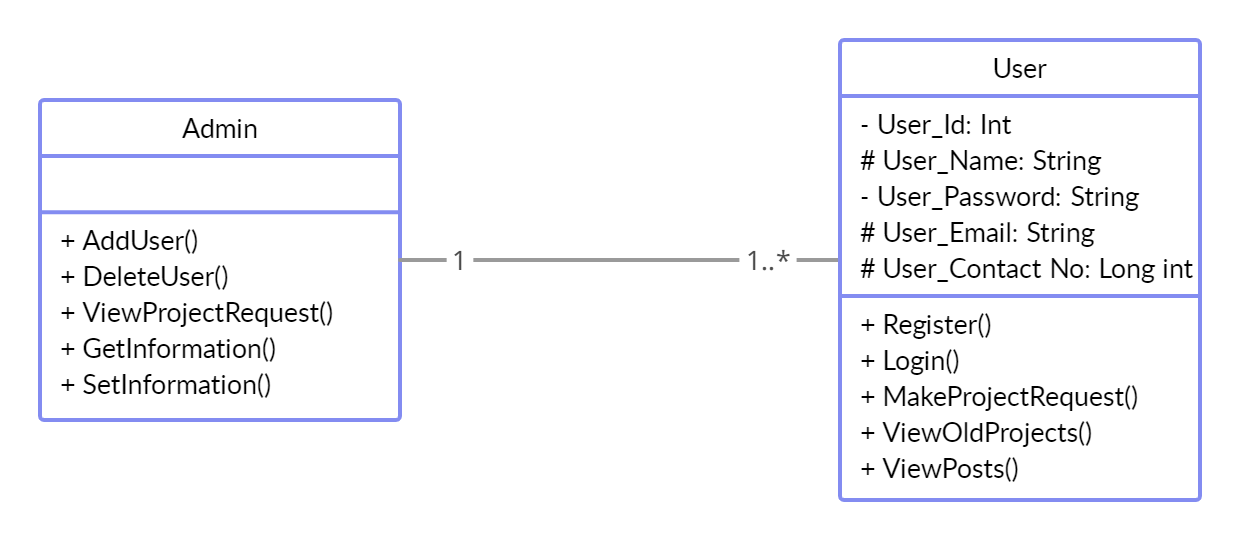 Admin
+ AddUser()
+ DeleteUser()
+ ViewProjectRequest()
+ GetInformation()
+ SetInformation()
1
1..*
User
- User_Id: Int
# User_Name: String
- User_Password: String
# User_Email: String
# User_Contact No: Long int
+ Register()
+ Login()
+ MakeProjectRequest()
+ ViewOldProjects()
+ ViewPosts()